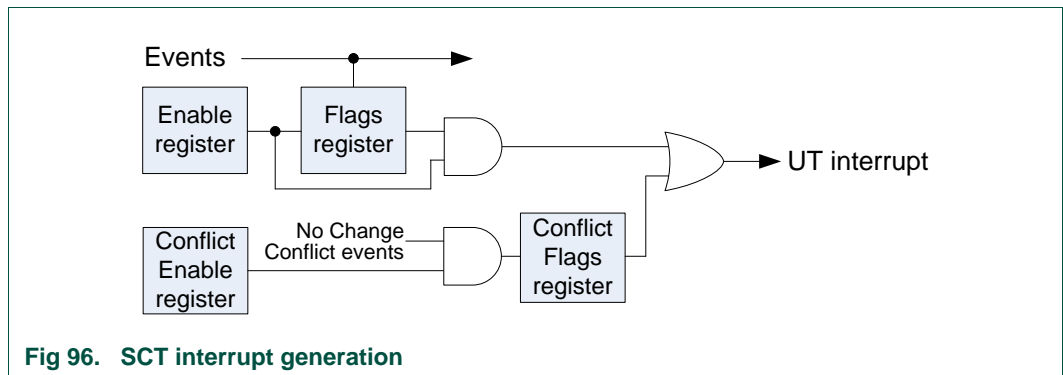 Events
Enable
register
Flags
register
UT interrupt
No Change
Conflict events
Conflict
Enable
register
Conflict
Flags
register
Fig 96. SCT interrupt generation